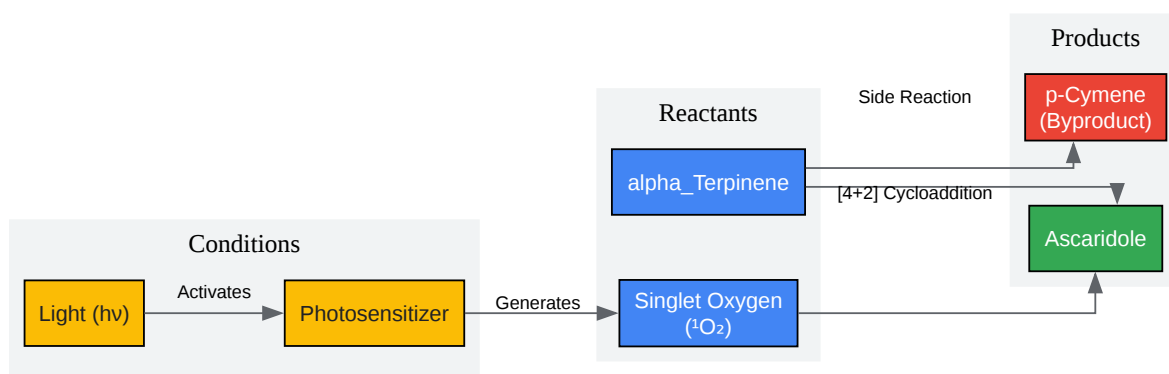 Products
p-Cymene
(Byproduct)
Side Reaction
Reactants
alpha_Terpinene
[4+2] Cycloaddition
Ascaridole
Conditions
Light (hν)
Activates
Photosensitizer
Generates
Singlet Oxygen
(¹O₂)